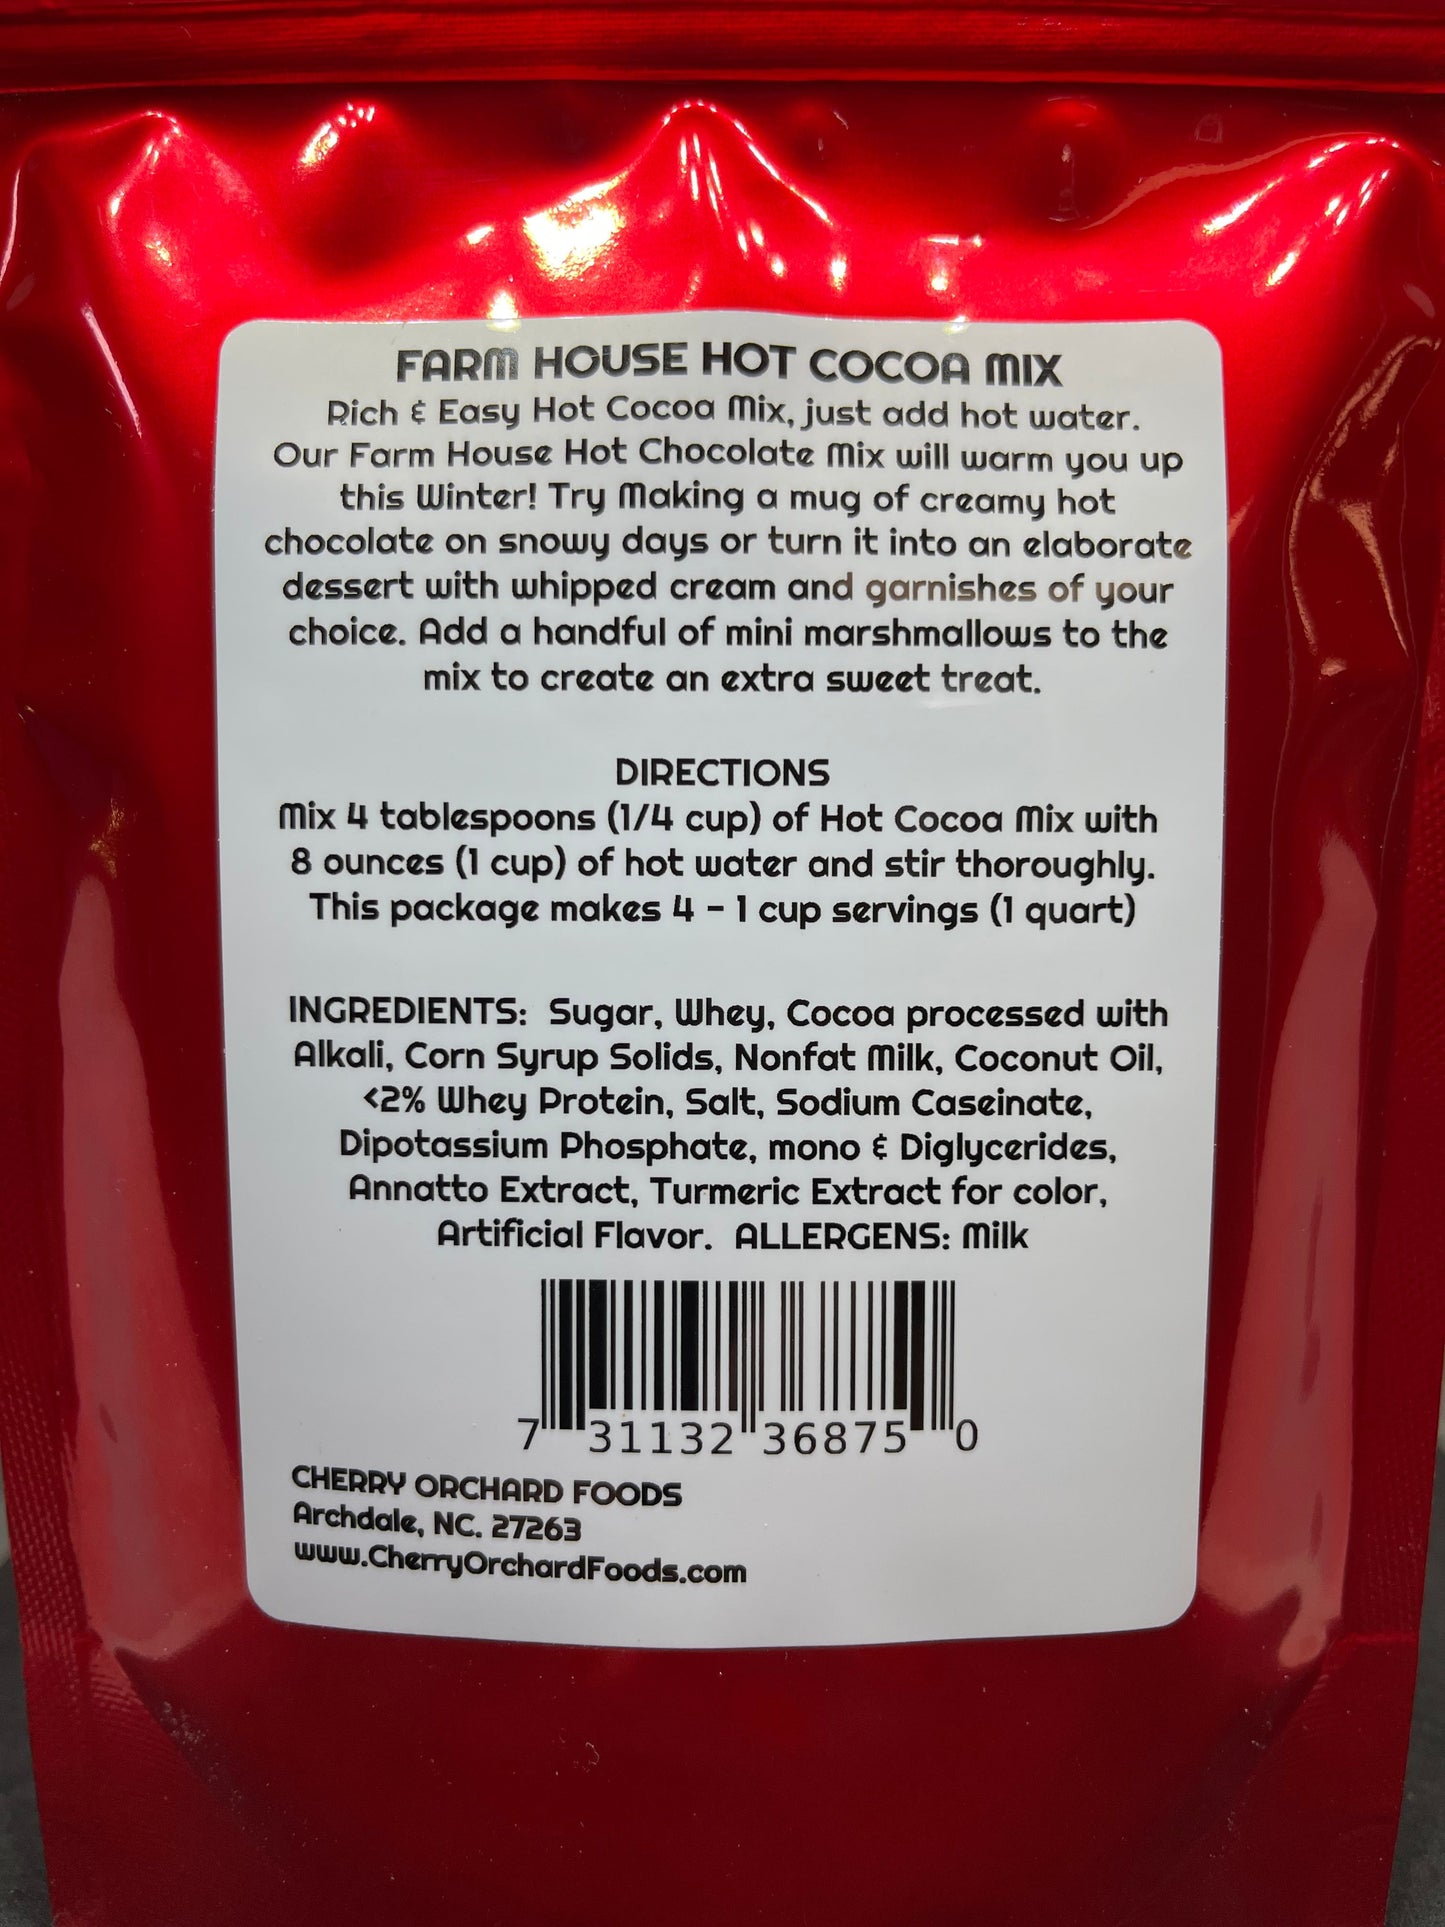 FARM HOUSE HOT COCOA MIX
Rich & Easy Hot Cocoa Mix, just add hot water.
Our Farm House Hot Chocolate Mix will warm you up
this Winter! Try Making a mug of creamy hot
chocolate on snowy days or turn it into an elaborate
dessert with whipped cream and garnishes of your
choice. Add a handful of mini marshmallows to the
mix to create an extra sweet treat.
DIRECTIONS
Mix 4 tablespoons (1/4 cup) of Hot Cocoa Mix with
8 ounces (1 cup) of hot water and stir thoroughly.
This package makes 4 - 1 cup servings (1 quart)
INGREDIENTS: Sugar, Whey, Cocoa processed with
Alkali, Corn Syrup Solids, Nonfat Milk, Coconut Oil,
<2% Whey Protein, Salt, Sodium Caseinate,
Dipotassium Phosphate, mono & Diglycerides,
Annatto Extract, Turmeric Extract for color,
Artificial Flavor. ALLERGENS: Milk
7 31132 36875 0
CHERRY ORCHARD FOODS
Archdale, NC. 27263
www.CherryOrchardFoods.com